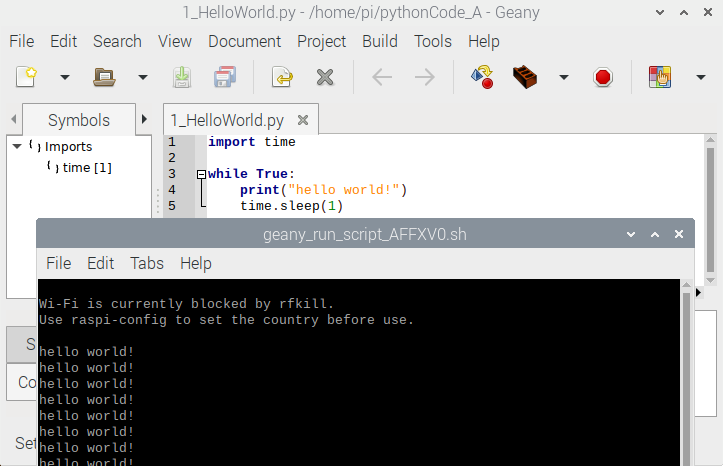 1_HelloWorld.py - /home/pi/pythonCode_A - Geany
File Edit Search View Document Project Build Tools Help
Symbols
1_HelloWorld.py
Imports
time [1]
1 import time
2
3 while True:
4 print("hello world!")
5 time.sleep(1)
geany_run_script_AFFXV0.sh
File Edit Tabs Help
Wi-Fi is currently blocked by rfkill.
Use raspi-config to set the country before use.
hello world!
hello world!
hello world!
hello world!
hello world!
hello world!
hello world!
hello world!
S
Co
Set